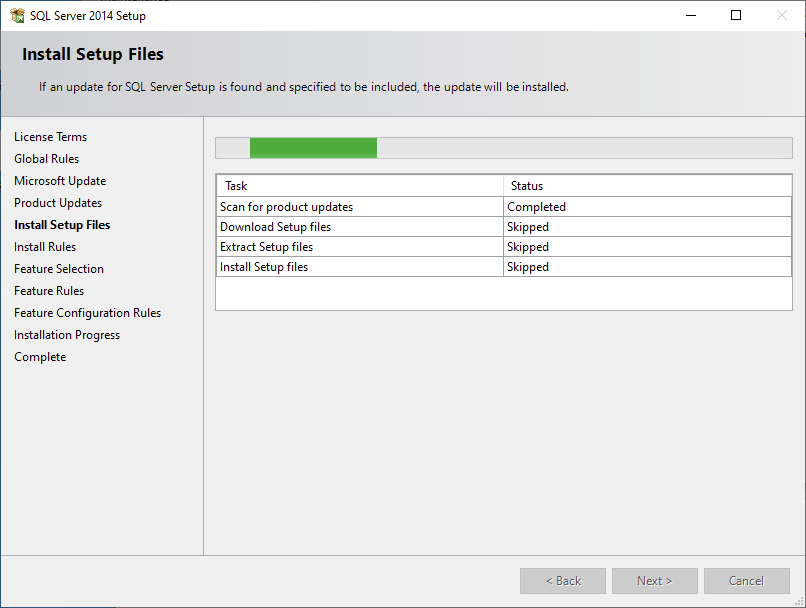 SQL Server 2014 Setup
Install Setup Files
If an update for SQL Server Setup is found and specified to be included, the update will be installed.
License Terms
Global Rules
Microsoft Update
Product Updates
Install Setup Files
Install Rules
Feature Selection
Feature Rules
Feature Configuration Rules
Installation Progress
Complete
Task Status
Scan for product updates Completed
Download Setup files Skipped
Extract Setup files Skipped
Install Setup files Skipped
< Back Next > Cancel